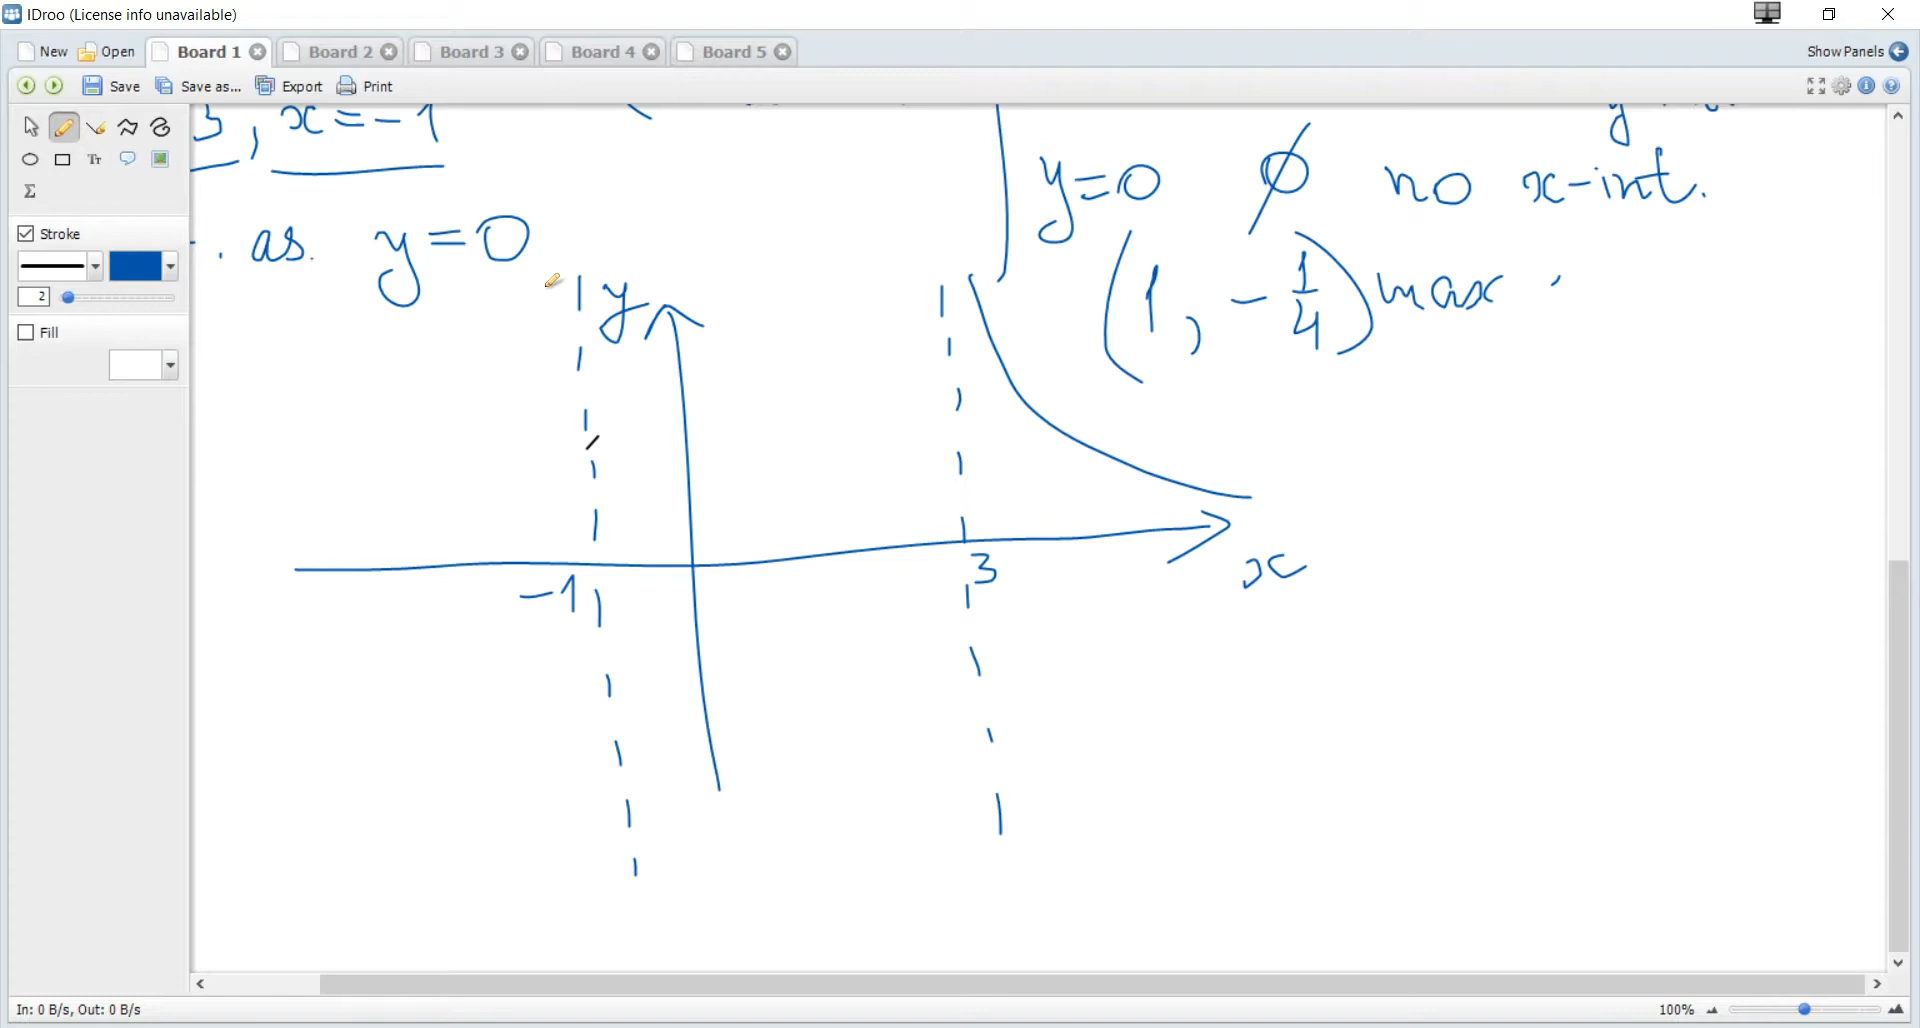 IDroo (License info unavailable)
New Open Board 1 Board 2 Board 3 Board 4 Board 5 Show Panels
Save Save as... Export Print
Tт
Σ
Stroke
2
Fill
3, x=-1
y=0 ∅ no x-int.
. as. y=0
(1, -1/4) max .
y
-1
3
x
In: 0 B/s, Out: 0 B/s 100%